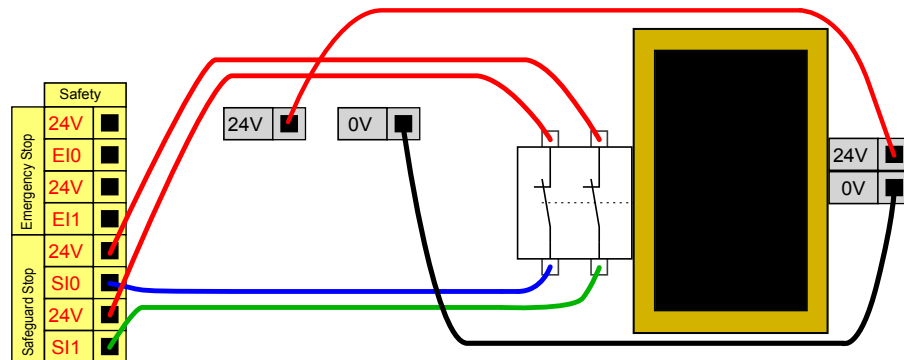 Safety
Emergency Stop
24V
EI0
24V
EI1
Safeguard Stop
24V
SI0
24V
SI1
24V
0V
24V
0V